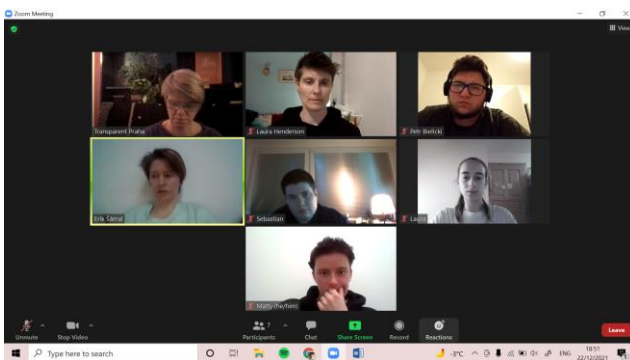 Zoom Meeting
View
Transparent Praha
Laura Henderson
Petr Bielicki
Erik Šámal
Sebastian
Matty (he/him)
Unmute
Stop Video
Participants
7
Chat
Share Screen
Record
Reactions
Leave
Type here to search
-3°C
ENG
18:51
22/12/2021